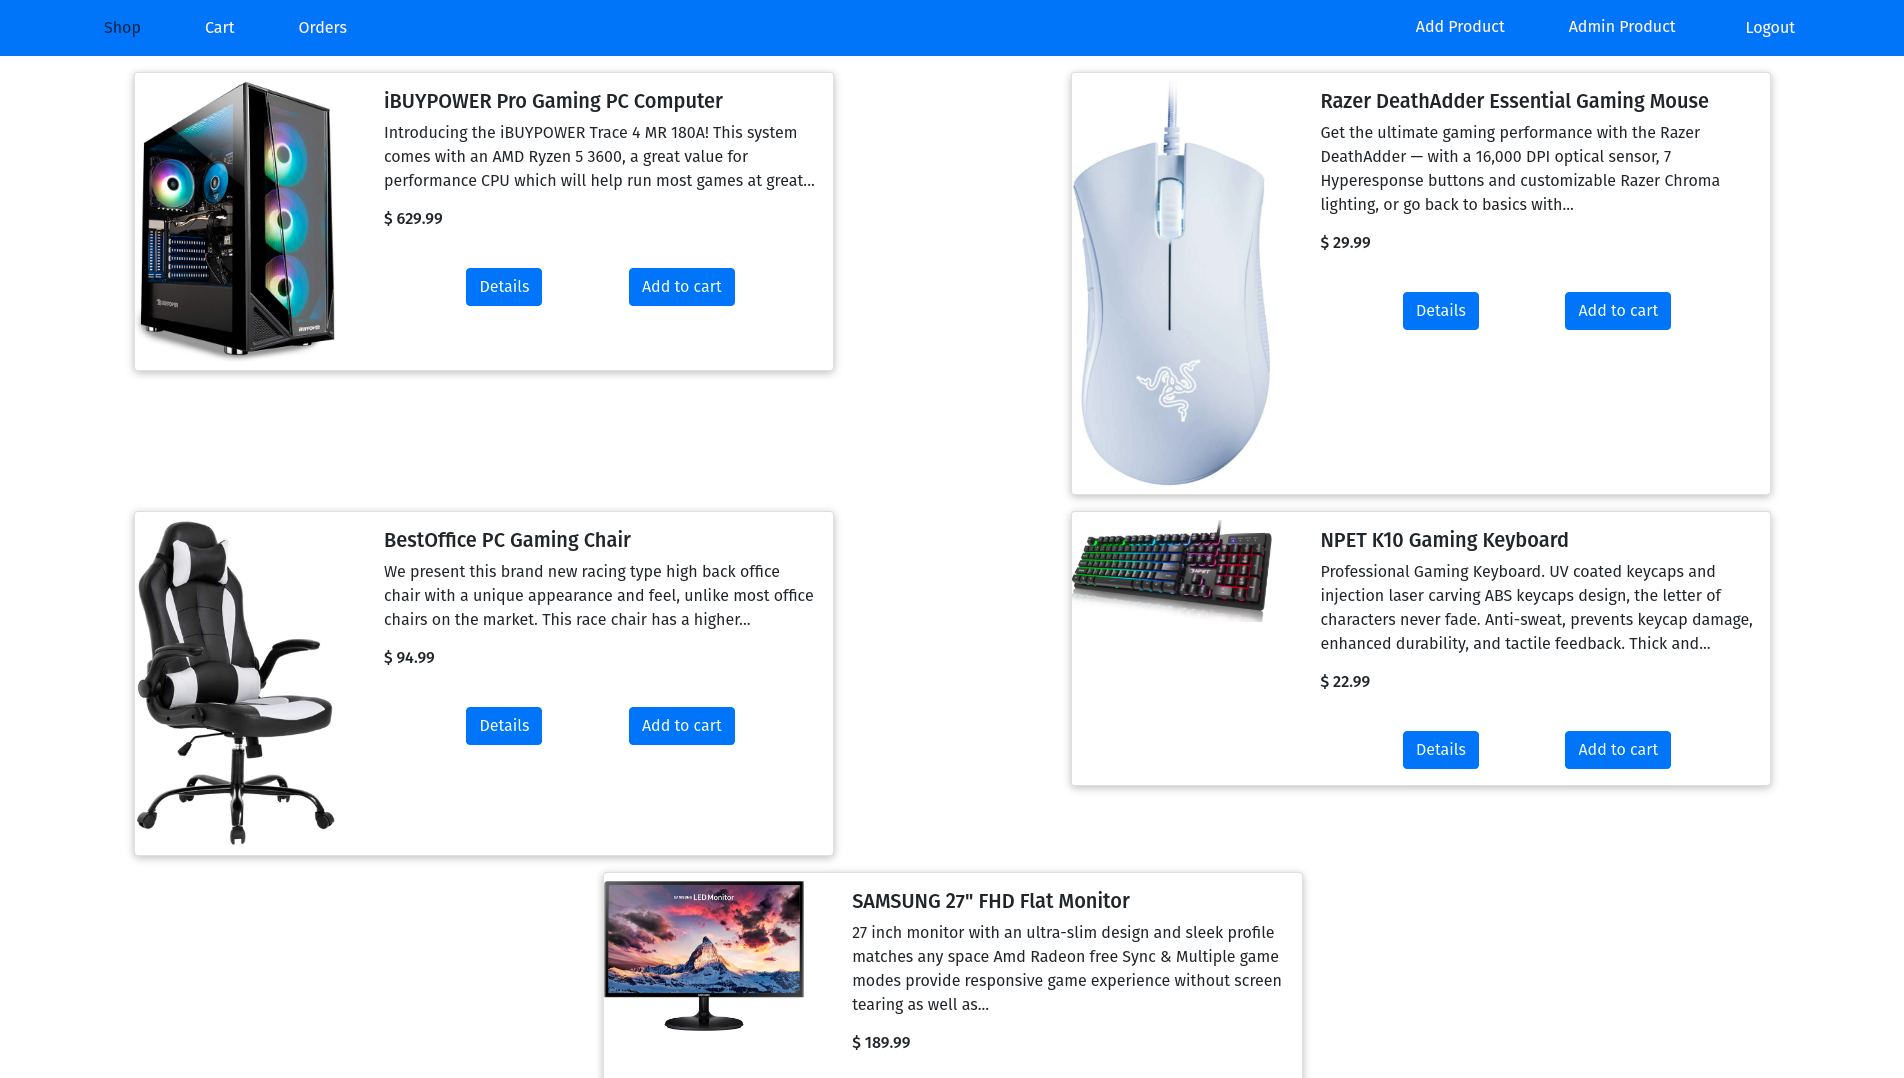 Shop
Cart
Orders
Add Product
Admin Product
Logout
iBUYPOWER Pro Gaming PC Computer
Introducing the iBUYPOWER Trace 4 MR 180A! This system
comes with an AMD Ryzen 5 3600, a great value for
performance CPU which will help run most games at great...
$ 629.99
Details
Add to cart
iBUYPOWER
iBUYPOWER
Razer DeathAdder Essential Gaming Mouse
Get the ultimate gaming performance with the Razer
DeathAdder — with a 16,000 DPI optical sensor, 7
Hyperesponse buttons and customizable Razer Chroma
lighting, or go back to basics with...
$ 29.99
Details
Add to cart
BestOffice PC Gaming Chair
We present this brand new racing type high back office
chair with a unique appearance and feel, unlike most office
chairs on the market. This race chair has a higher...
$ 94.99
Details
Add to cart
NPET K10 Gaming Keyboard
Professional Gaming Keyboard. UV coated keycaps and
injection laser carving ABS keycaps design, the letter of
characters never fade. Anti-sweat, prevents keycap damage,
enhanced durability, and tactile feedback. Thick and...
$ 22.99
Details
Add to cart
NPET
SAMSUNG 27" FHD Flat Monitor
27 inch monitor with an ultra-slim design and sleek profile
matches any space Amd Radeon free Sync & Multiple game
modes provide responsive game experience without screen
tearing as well as...
$ 189.99
SAMSUNG LED Monitor